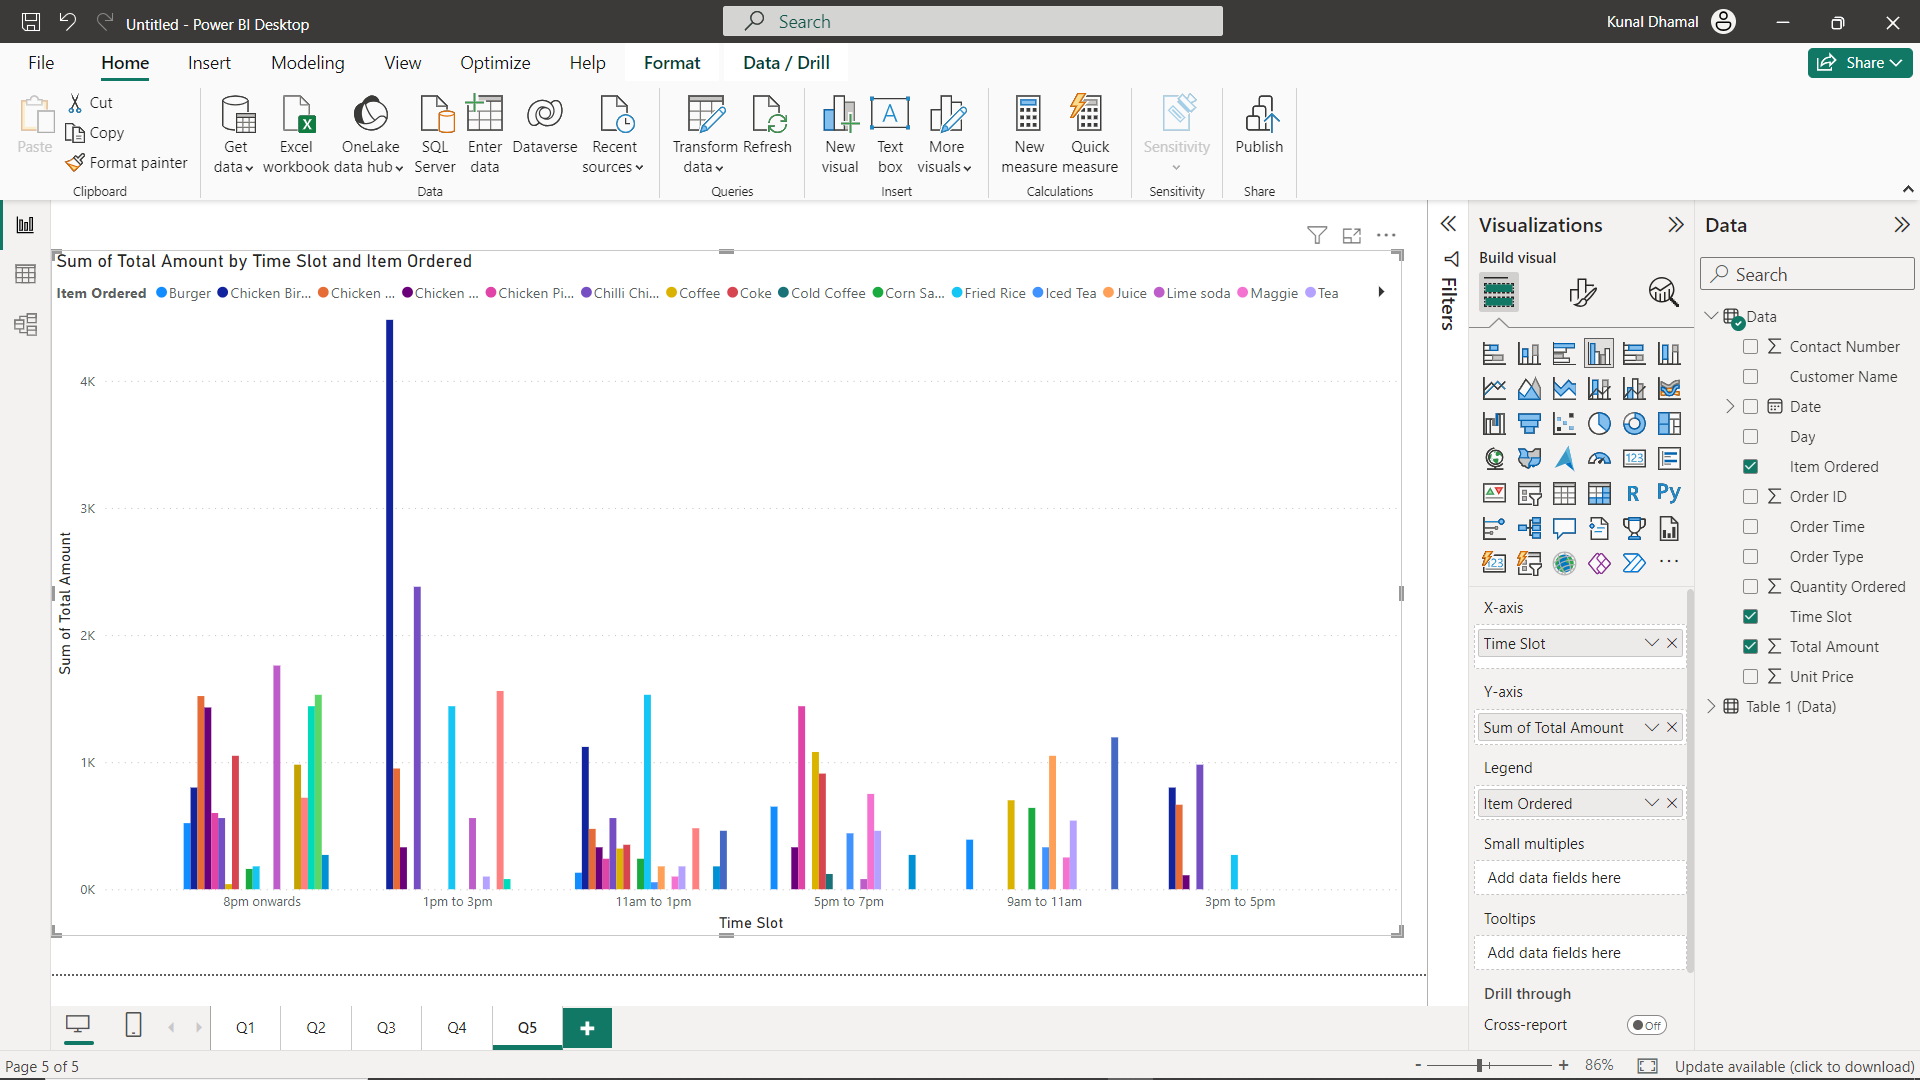 Untitled - Power BI Desktop
Search
Kunal Dhamal
File Home Insert Modeling View Optimize Help Format Data / Drill
Share
Paste
Cut
Copy
Format painter
Clipboard
Get data
Excel workbook
OneLake data hub
SQL Server
Enter data
Dataverse
Recent sources
Data
Transform data
Refresh
Queries
New visual
Text box
More visuals
Insert
New measure
Quick measure
Calculations
Sensitivity
Sensitivity
Publish
Share
Sum of Total Amount by Time Slot and Item Ordered
Item Ordered Burger Chicken Bir... Chicken ... Chicken ... Chicken Pi... Chilli Chi... Coffee Coke Cold Coffee Corn Sa... Fried Rice Iced Tea Juice Lime soda Maggie Tea
Sum of Total Amount
4K
3K
2K
1K
0K
8pm onwards 1pm to 3pm 11am to 1pm 5pm to 7pm 9am to 11am 3pm to 5pm
Time Slot
Filters
Visualizations
Build visual
123
R
Py
123
X-axis
Time Slot
Y-axis
Sum of Total Amount
Legend
Item Ordered
Small multiples
Add data fields here
Tooltips
Add data fields here
Drill through
Cross-report Off
Data
Search
Data
Contact Number
Customer Name
Date
Day
Item Ordered
Order ID
Order Time
Order Type
Quantity Ordered
Time Slot
Total Amount
Unit Price
Table 1 (Data)
Q1 Q2 Q3 Q4 Q5
Page 5 of 5
- + 86%
Update available (click to download)